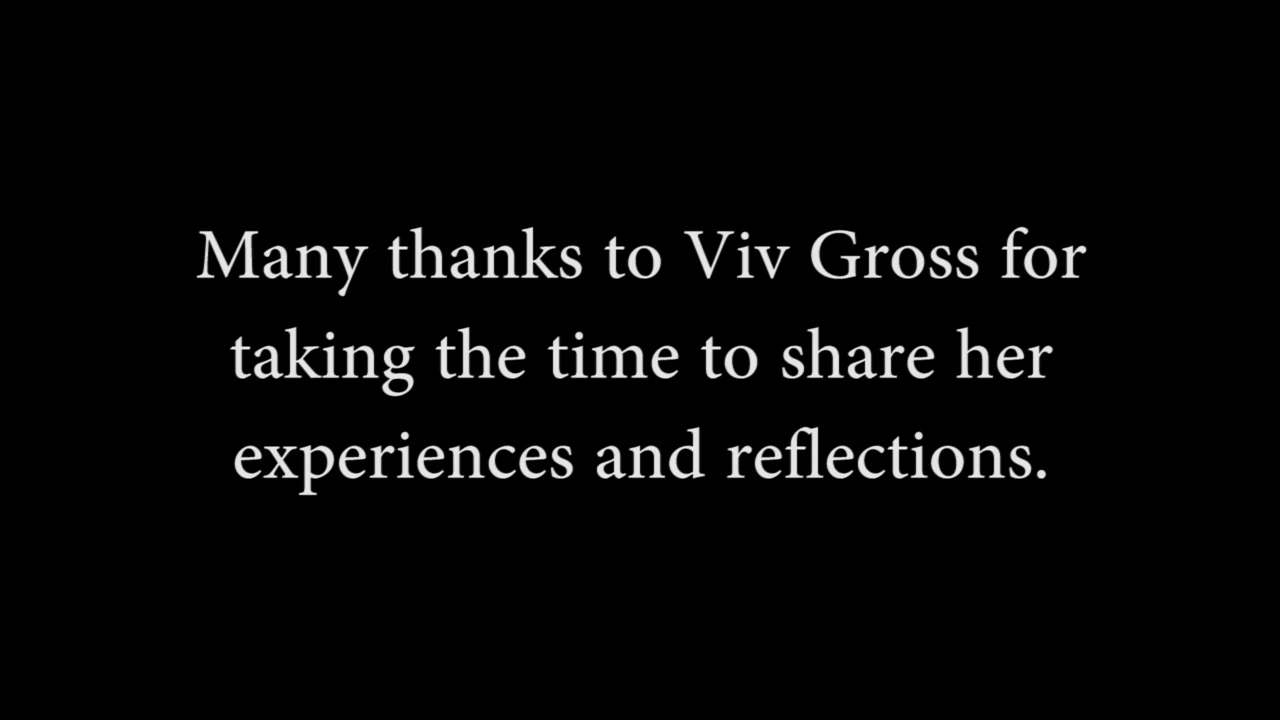 Many thanks to Viv Gross for
taking the time to share her
experiences and reflections.